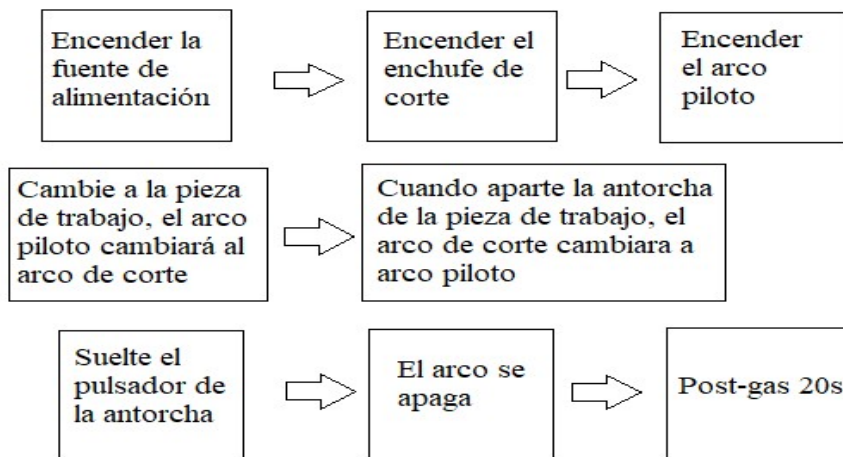 Encender la
fuente de
alimentación
Encender el
enchufe de
corte
Encender
el arco
piloto
Cambie a la pieza
de trabajo, el arco
piloto cambiará al
arco de corte
Cuando aparte la antorcha
de la pieza de trabajo, el
arco de corte cambiara a
arco piloto
Suelte el
pulsador de
la antorcha
El arco se
apaga
Post-gas 20s